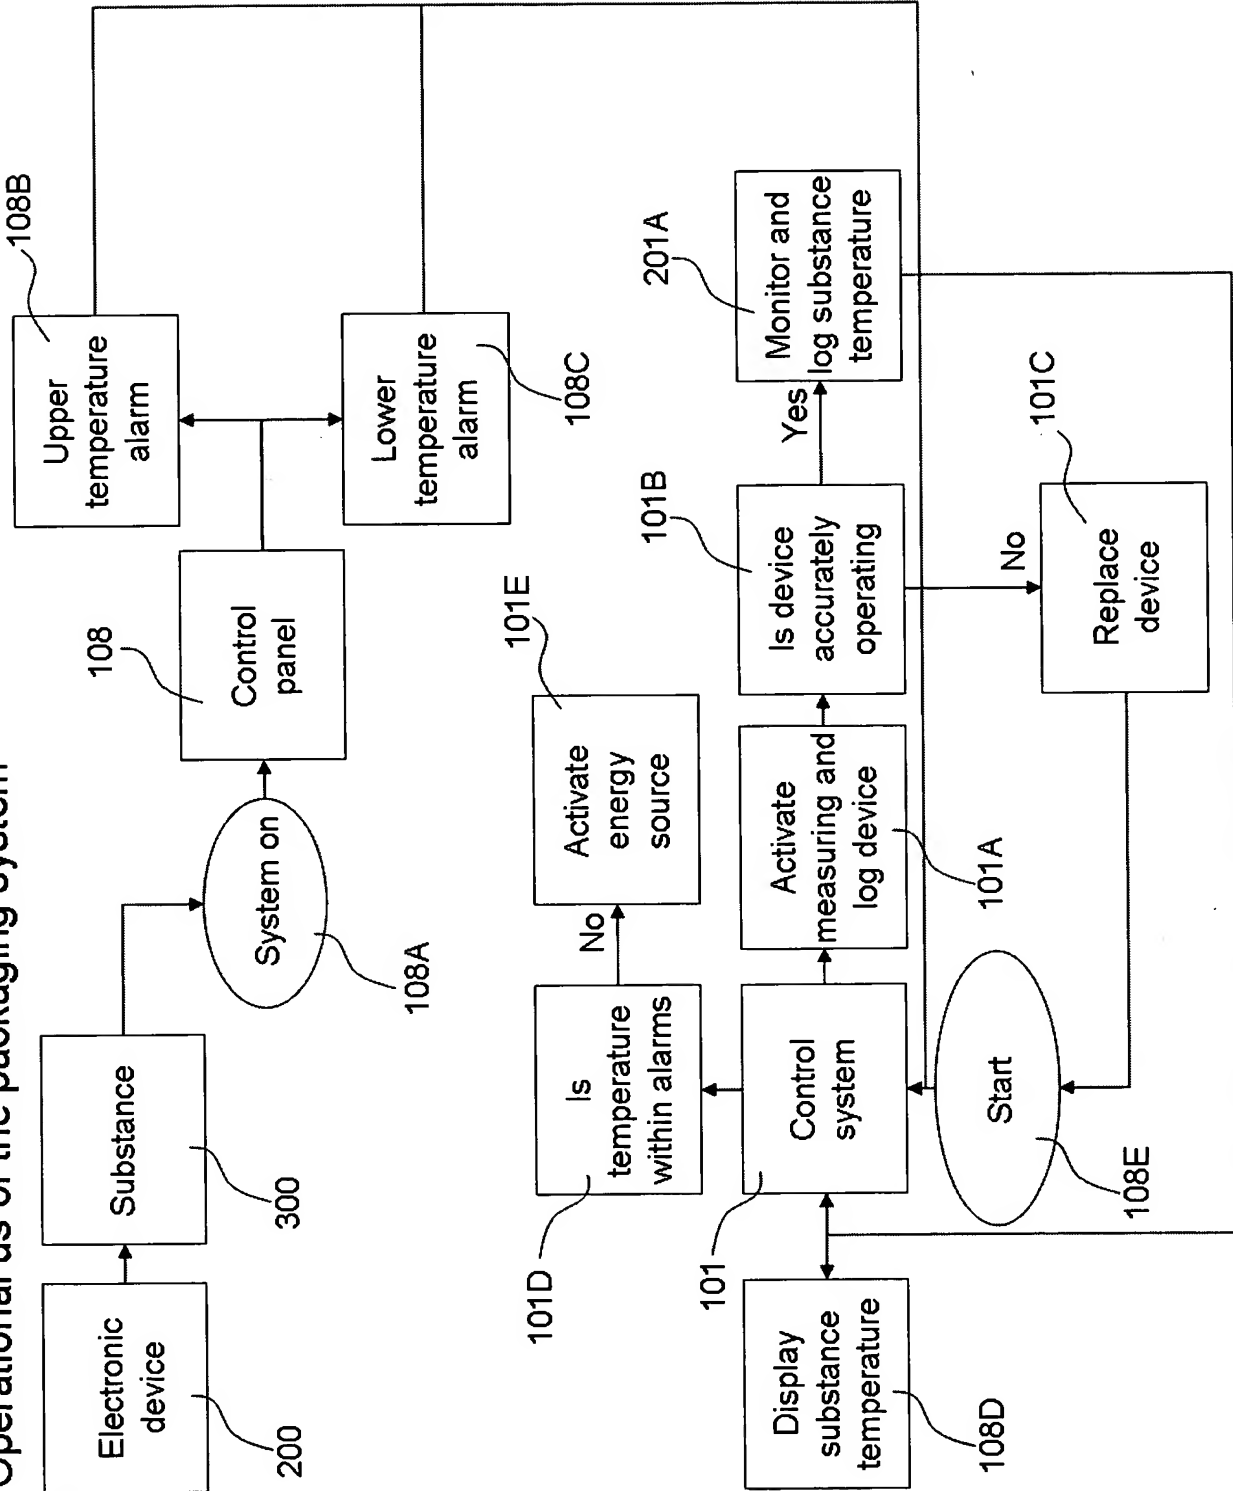 Operational us of the packaging system
108B
Electronic
device
200
Substance
300
Upper
temperature
alarm
108
Control
panel
System on
108A
Lower
temperature
alarm
108C
101D
Is
temperature
within alarms
No
101E
Activate
energy
source
101
Display
substance
temperature
108D
Control
system
Activate
measuring and
log device
101A
101B
Is device
accurately
operating
Yes
201A
Monitor and
log substance
temperature
Start
108E
No
101C
Replace
device